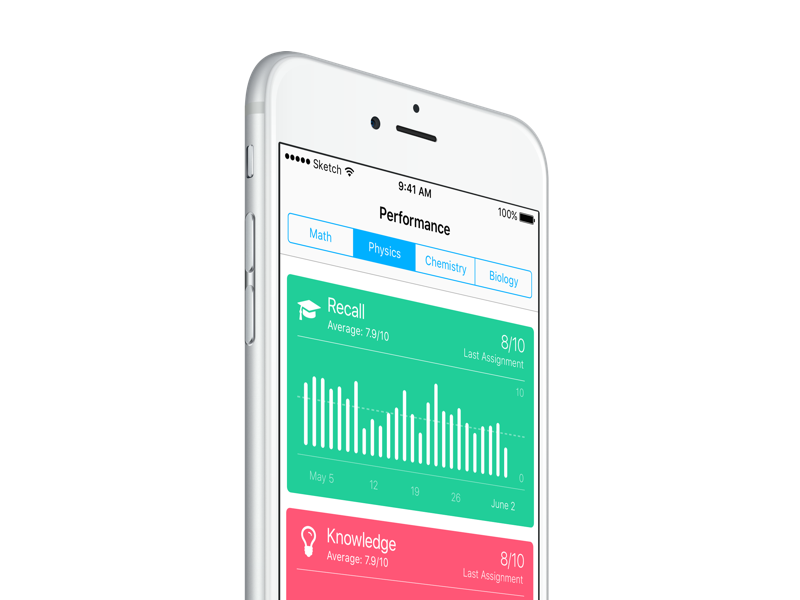 Sketch
9:41 AM
100%
Performance
Math Physics Chemistry Biology
Recall
Average: 7.9/10
8/10
Last Assignment
10
0
May 5 12 19 26 June 2
Knowledge
Average: 7.9/10
8/10
Last Assignment